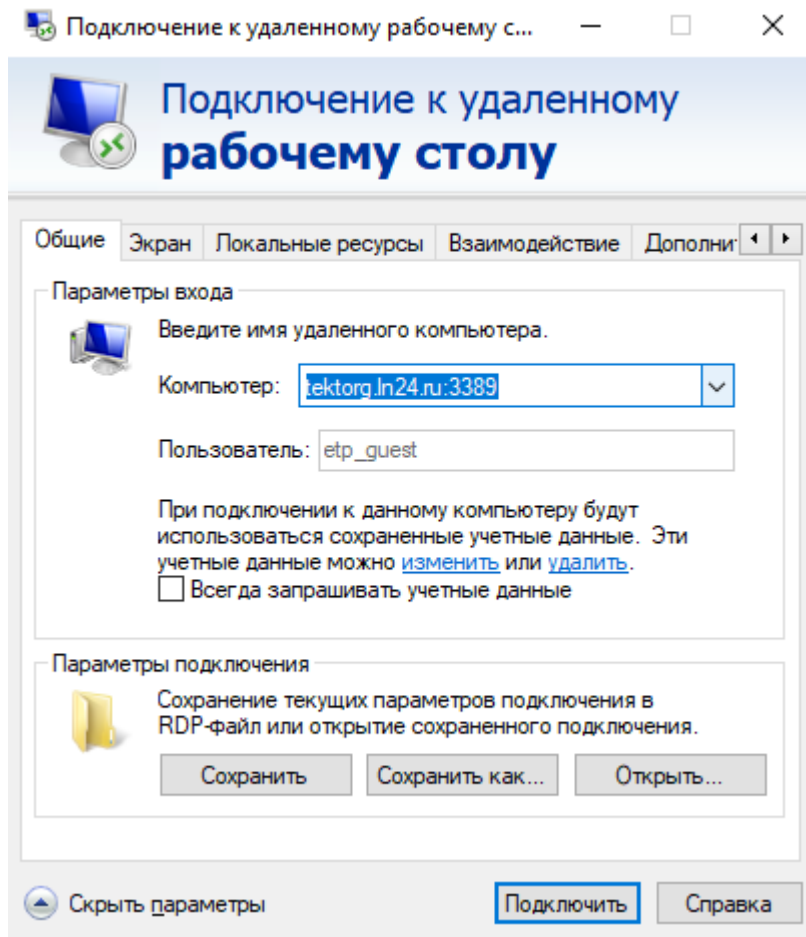 Подключение к удаленному рабочему с...
Подключение к удаленному
рабочему столу
Общие Экран Локальные ресурсы Взаимодействие Дополнит
Параметры входа
Введите имя удаленного компьютера.
Компьютер: tektorg.ln24.ru:3389
Пользователь: etp_guest
При подключении к данному компьютеру будут
использоваться сохраненные учетные данные. Эти
учетные данные можно изменить или удалить.
Всегда запрашивать учетные данные
Параметры подключения
Сохранение текущих параметров подключения в
RDP-файл или открытие сохраненного подключения.
Сохранить Сохранить как... Открыть...
Скрыть параметры Подключить Справка